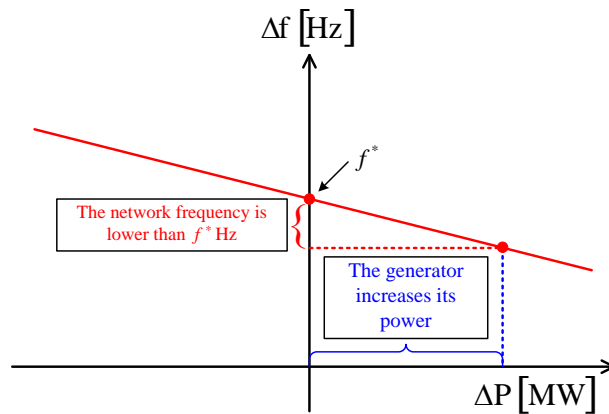 Δf [Hz]
f*
The network frequency is
lower than f* Hz
The generator
increases its
power
ΔP [MW]